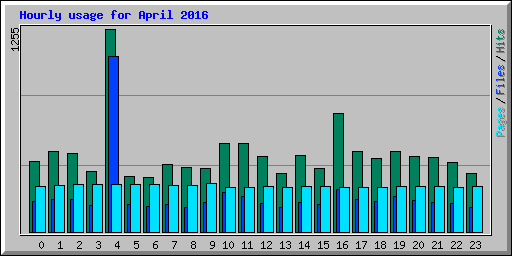 Hourly usage for April 2016
1255
Pages/Files/Hits
0 1 2 3 4 5 6 7 8 9 10 11 12 13 14 15 16 17 18 19 20 21 22 23